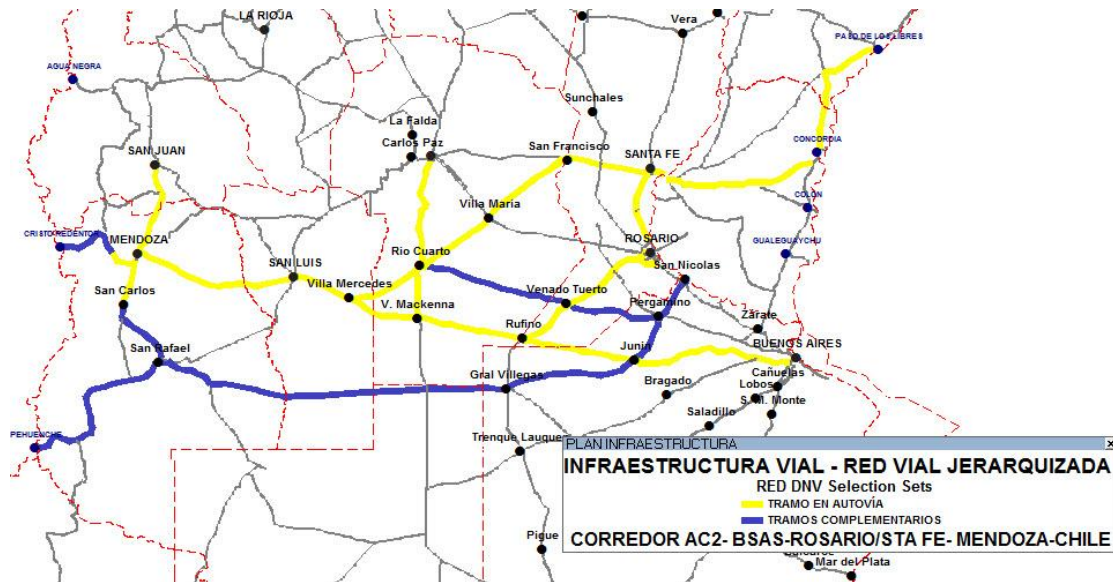 LA RIOJA
Vera
PASO DE LOS LIBRES
AGUA NEGRA
Sunchales
La Falda
Carlos Paz
SAN JUAN
San Francisco
SANTA FE
CONCORDIA
Villa Maria
COLON
CRISTO REDENTOR
MENDOZA
ROSARIO
GUALEGUAYCHU
Rio Cuarto
SAN LUIS
San Nicolas
Villa Mercedes
San Carlos
V. Mackenna
Venado Tuerto
Pergamino
Zárate
Rufino
BUENOS AIRES
San Rafael
Junin
Cañuelas
Gral Villegas
Bragado
Lobos
S. M. Monte
Saladillo
PEHUENCHE
Trenque Lauque
PLAN INFRAESTRUCTURA
INFRAESTRUCTURA VIAL - RED VIAL JERARQUIZADA
RED DNV Selection Sets
TRAMO EN AUTOVÍA
TRAMOS COMPLEMENTARIOS
CORREDOR AC2- BSAS-ROSARIO/STA FE- MENDOZA-CHILE
Pigue
Mar del Plata